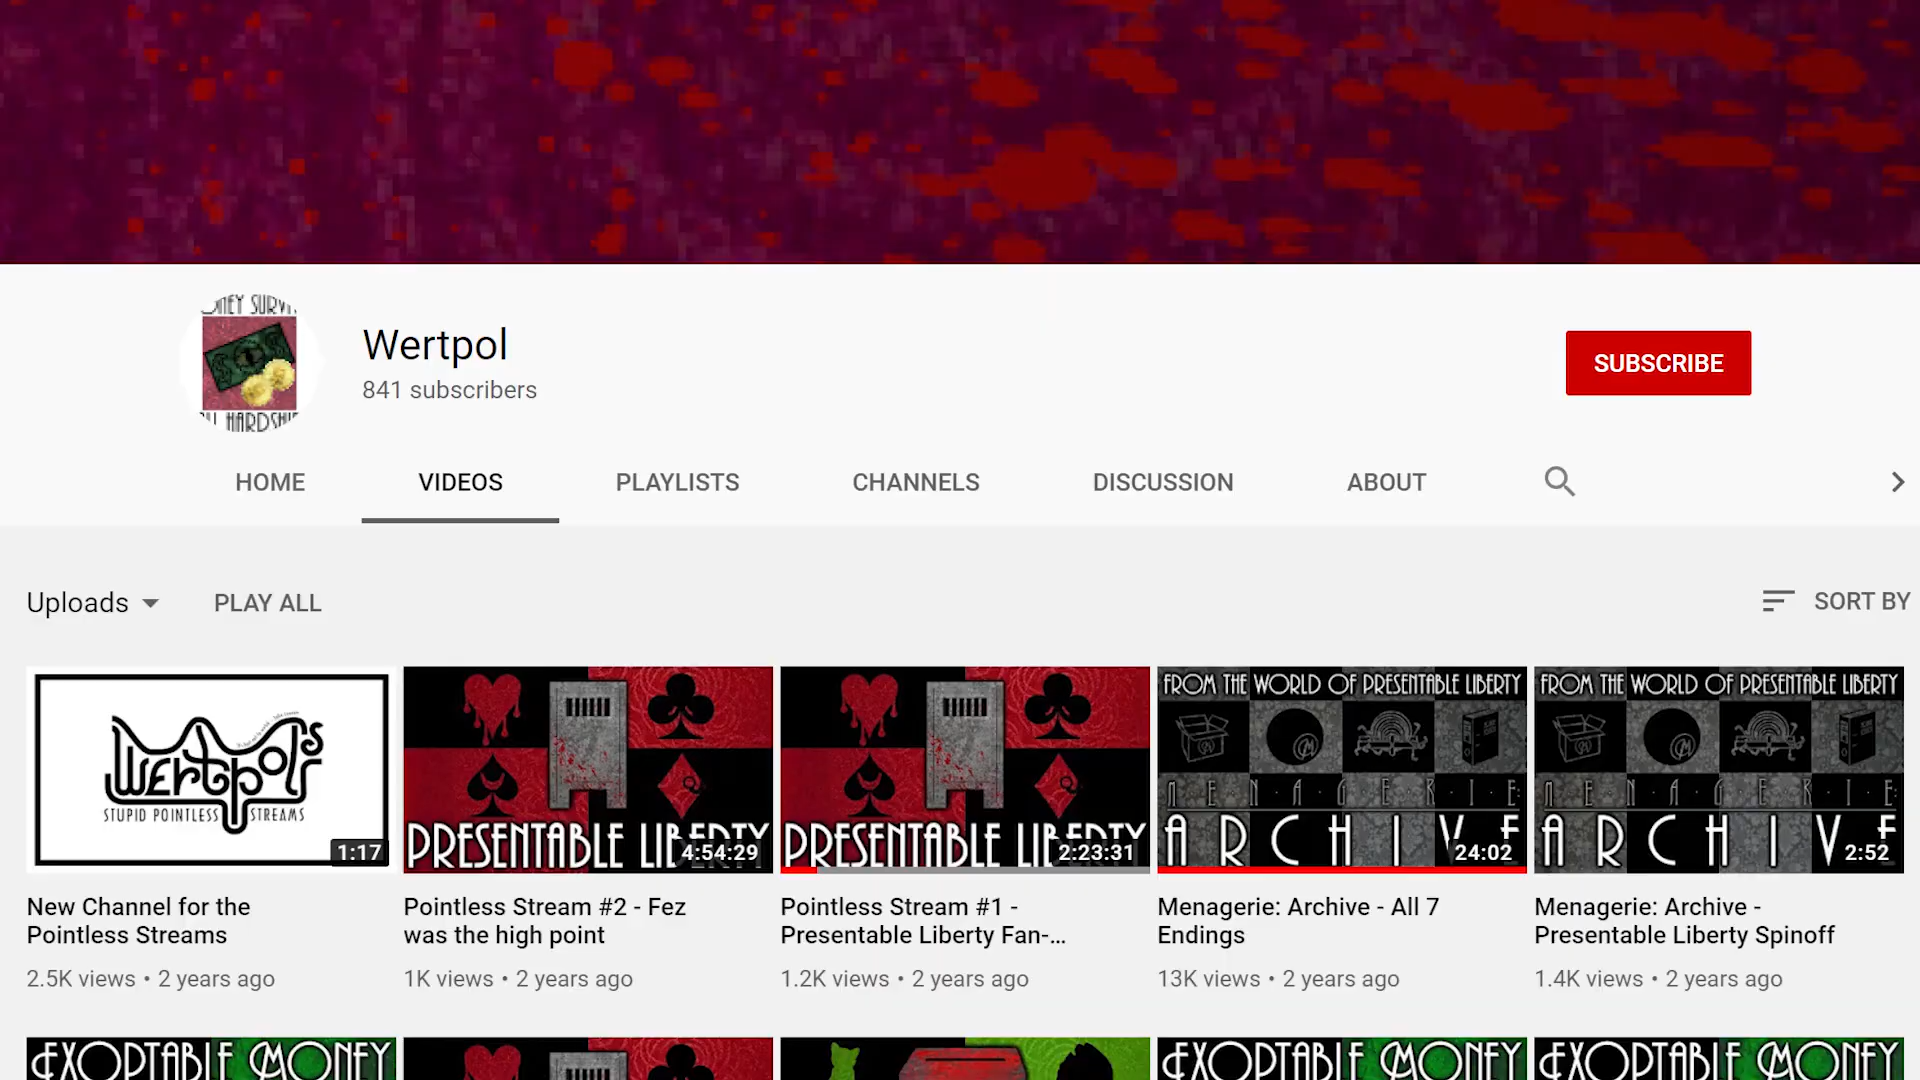 Wertpol
841 subscribers
SUBSCRIBE
HOME
VIDEOS
PLAYLISTS
CHANNELS
DISCUSSION
ABOUT
Uploads
PLAY ALL
SORT BY
Wertpol's
STUPID POINTLESS STREAMS
1:17
PRESENTABLE LIBERTY
4:54:29
PRESENTABLE LIBERTY
2:23:31
FROM THE WORLD OF PRESENTABLE LIBERTY
MENAGERIE:
ARCHIVE
24:02
FROM THE WORLD OF PRESENTABLE LIBERTY
MENAGERIE:
ARCHIVE
2:52
New Channel for the
Pointless Streams
2.5K views • 2 years ago
Pointless Stream #2 - Fez
was the high point
1K views • 2 years ago
Pointless Stream #1 -
Presentable Liberty Fan-...
1.2K views • 2 years ago
Menagerie: Archive - All 7
Endings
13K views • 2 years ago
Menagerie: Archive -
Presentable Liberty Spinoff
1.4K views • 2 years ago
EXOPTABLE MONEY
EXOPTABLE MONEY
EXOPTABLE MONEY